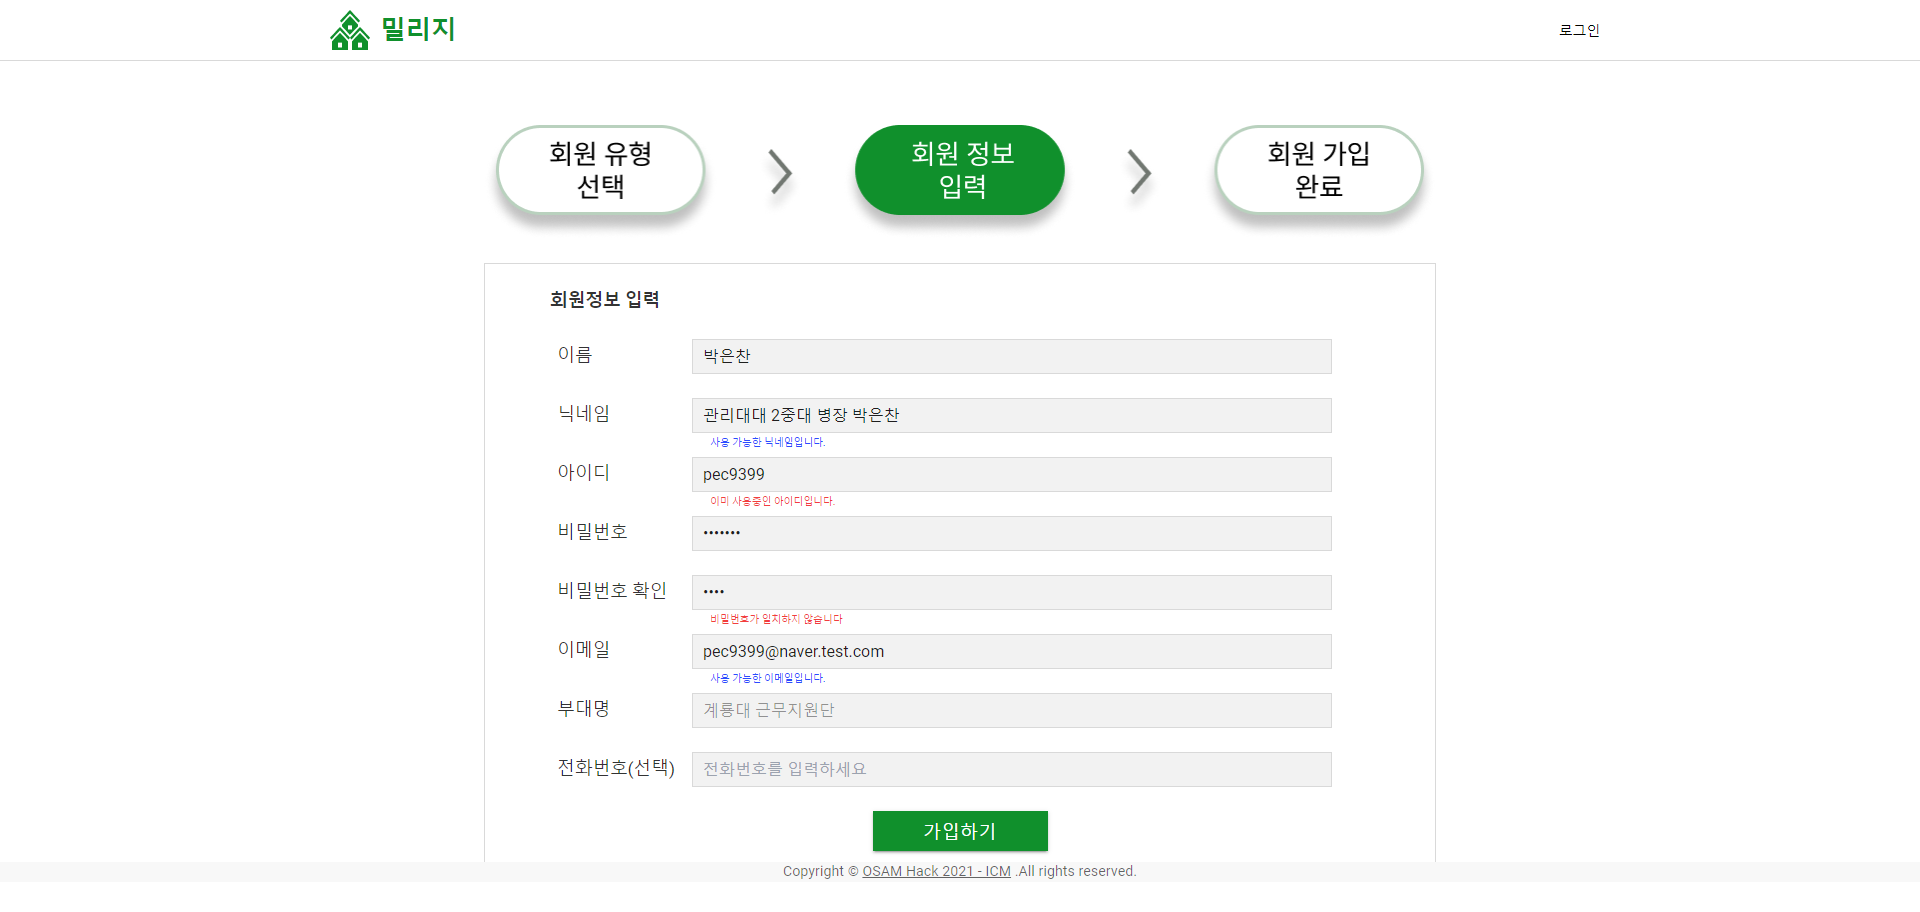 밀리지
로그인
회원 유형
선택
회원 정보
입력
회원 가입
완료
회원정보 입력
이름
박은찬
닉네임
관리대대 2중대 병장 박은찬
사용 가능한 닉네임입니다.
아이디
pec9399
이미 사용중인 아이디입니다.
비밀번호
•••••••
비밀번호 확인
••••
비밀번호가 일치하지 않습니다
이메일
pec9399@naver.test.com
사용 가능한 이메일입니다.
부대명
계룡대 근무지원단
전화번호(선택)
전화번호를 입력하세요
가입하기
Copyright © OSAM Hack 2021 - ICM .All rights reserved.